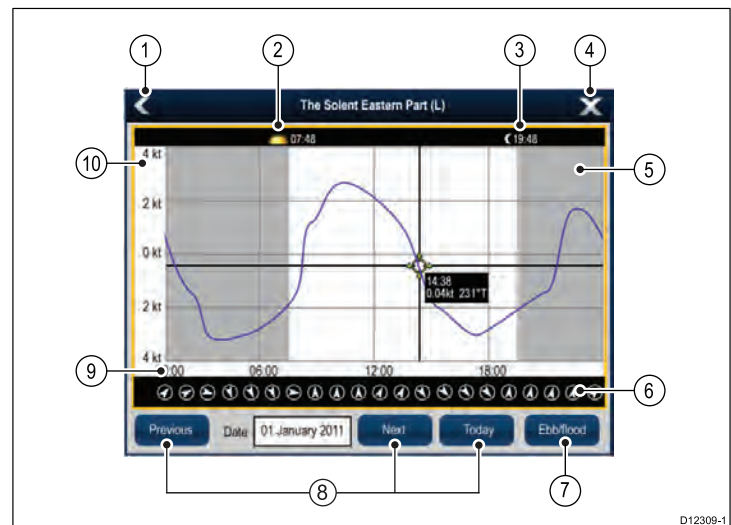 1
2
3
4
The Solent Eastern Part (L)
07:48
19:48
10
4 kt
5
2 kt
0 kt
14:38
0.04kt 231°T
2 kt
4 kt
9
0:00 06:00 12:00 18:00
6
Previous Date 01 January 2011 Next Today Ebb/flood
8
7
D12309-1